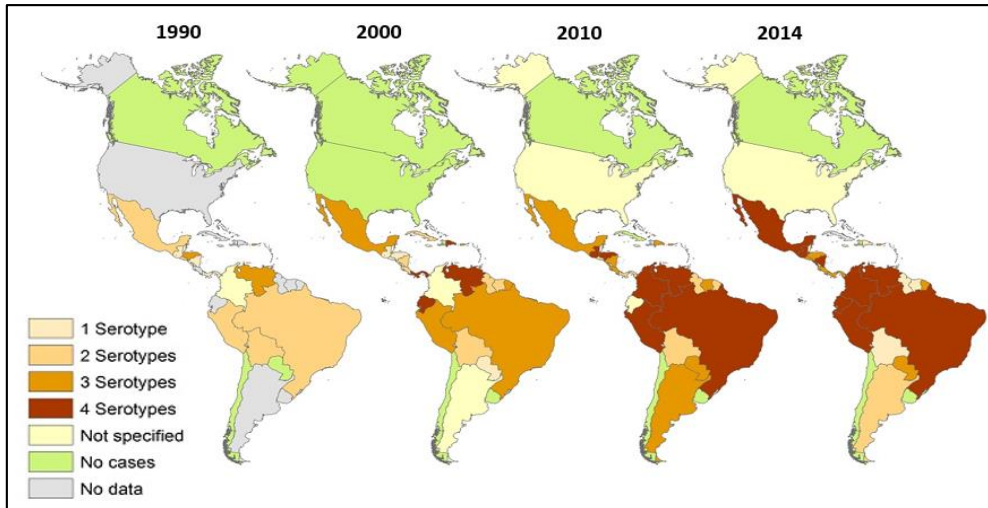 1990 2000 2010 2014
1 Serotype
2 Serotypes
3 Serotypes
4 Serotypes
Not specified
No cases
No data